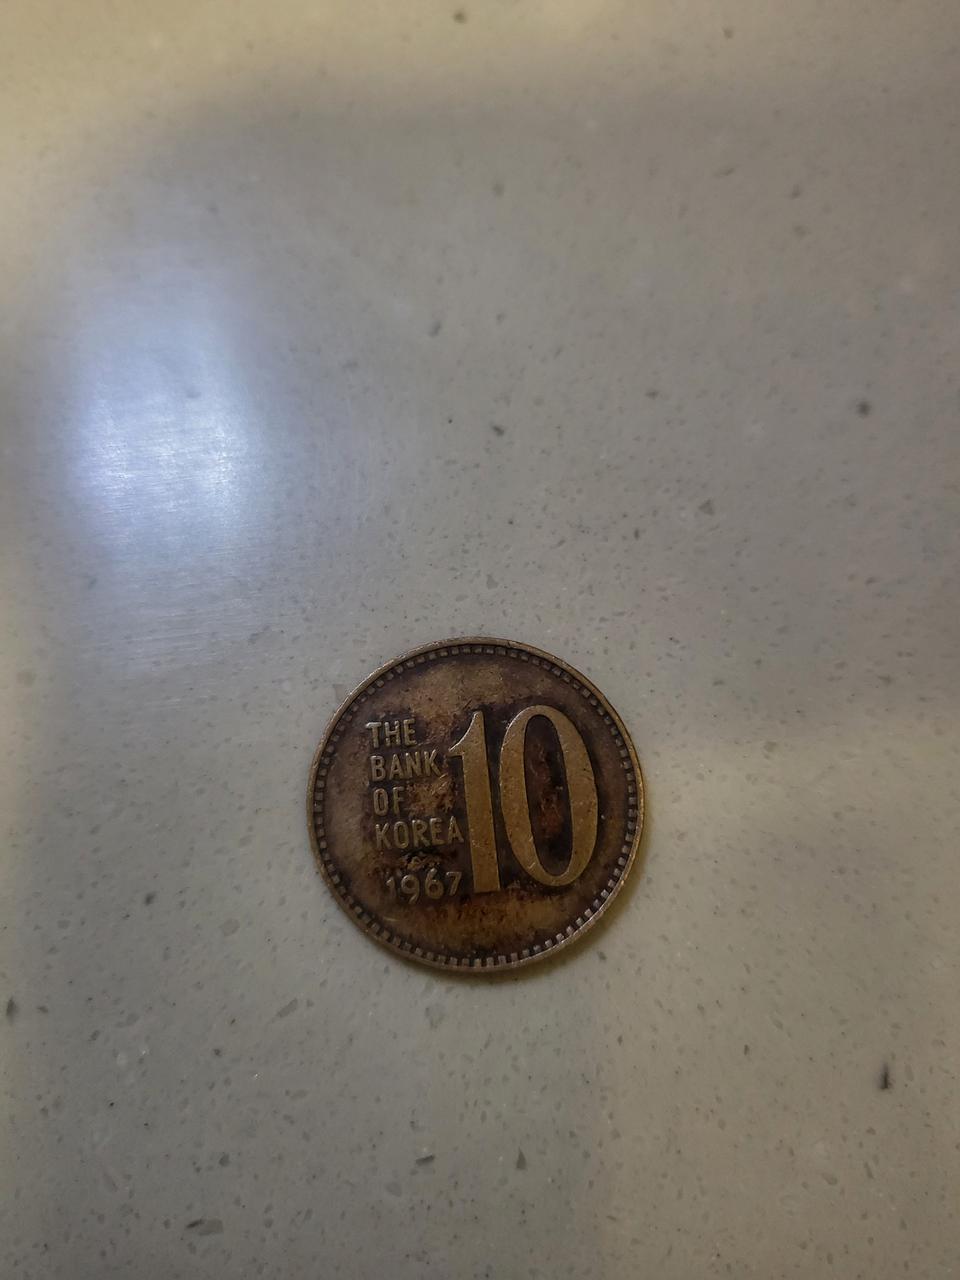 THE
BANK
OF
KOREA
1967
10